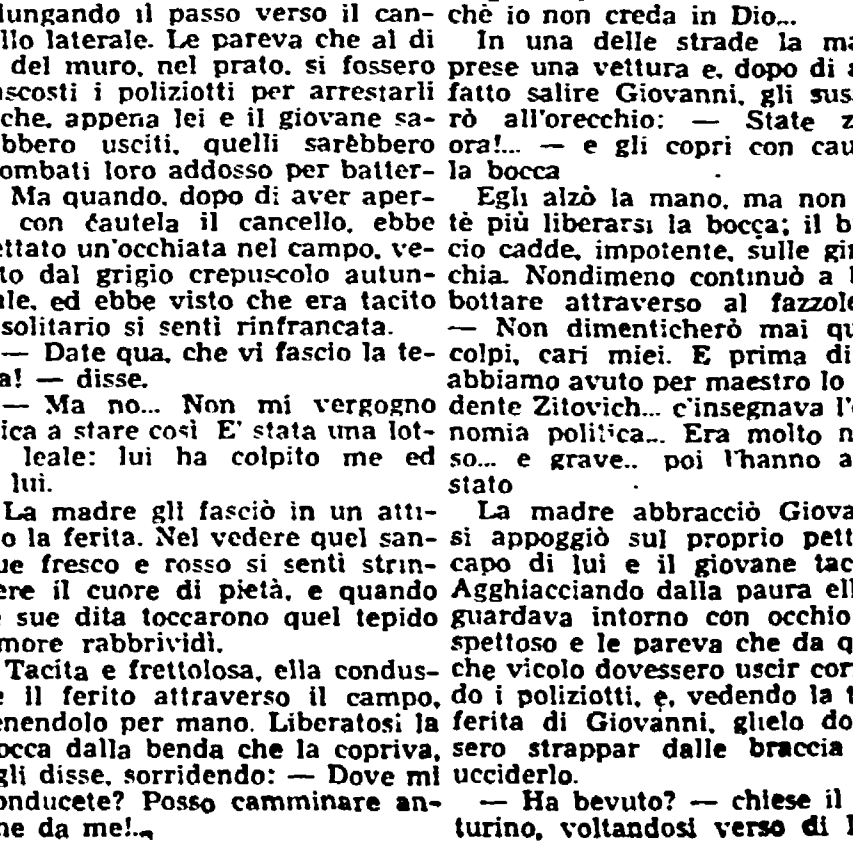 lungando il passo verso il can-
llo laterale. Le pareva che al di
del muro, nel prato, si fossero
ascosti i poliziotti per arrestarli
che, appena lei e il giovane sa-
bbero usciti, quelli sarèbbero
ombati loro addosso per batter-
Ma quando, dopo di aver aper-
con cautela il cancello, ebbe
ettato un'occhiata nel campo, ve-
to dal grigio crepuscolo autun-
ale, ed ebbe visto che era tacito
solitario si sentì rinfrancata.
— Date qua, che vi fascio la te-
a! — disse.
— Ma no... Non mi vergogno
ica a stare così E' stata una lot-
leale: lui ha colpito me ed
lui.
La madre gli fasciò in un atti-
o la ferita. Nel vedere quel san-
ue fresco e rosso si sentì strin-
ere il cuore di pietà, e quando
e sue dita toccarono quel tepido
more rabbrividì.
Tacita e frettolosa, ella condus-
e il ferito attraverso il campo,
enendolo per mano. Liberatosi la
occa dalla benda che la copriva,
gli disse, sorridendo: — Dove mi
onducete? Posso camminare an-
he da me!..
chè io non creda in Dio...
In una delle strade la ma
prese una vettura e, dopo di a
fatto salire Giovanni, gli sus
rò all'orecchio: — State z
ora!... — e gli coprì con cau
la bocca
Egli alzò la mano, ma non
tè più liberarsi la bocca; il b
cio cadde, impotente, sulle gin
chia. Nondimeno continuò a b
bottare attraverso al fazzole
— Non dimenticherò mai qu
colpi, cari miei. E prima di
abbiamo avuto per maestro lo
dente Zitovich... c'insegnava l'e
nomia politica... Era molto n
so... e grave.. poi l'hanno a
stato
La madre abbracciò Giova
si appoggiò sul proprio pett
capo di lui e il giovane tac
Agghiacciando dalla paura ell
guardava intorno con occhio
spettoso e le pareva che da q
che vicolo dovessero uscir corr
do i poliziotti, e, vedendo la t
ferita di Giovanni, glielo do
sero strappar dalle braccia
ucciderlo.
— Ha bevuto? — chiese il
turino, voltandosi verso di l